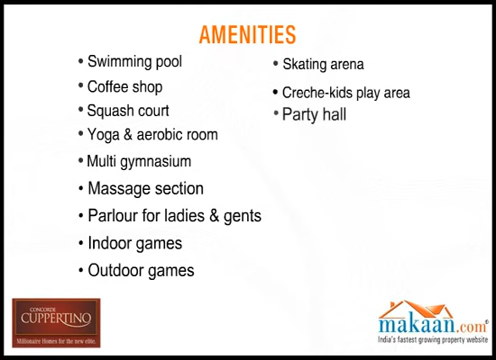 AMENITIES
• Swimming pool
• Coffee shop
• Squash court
• Yoga & aerobic room
• Multi gymnasium
• Massage section
• Parlour for ladies & gents
• Indoor games
• Outdoor games
• Skating arena
• Creche-kids play area
• Party hall
CONCORDE
CUPPERTINO
Millionaire Homes for the new elite.
makaan.com®
India's fastest growing property website